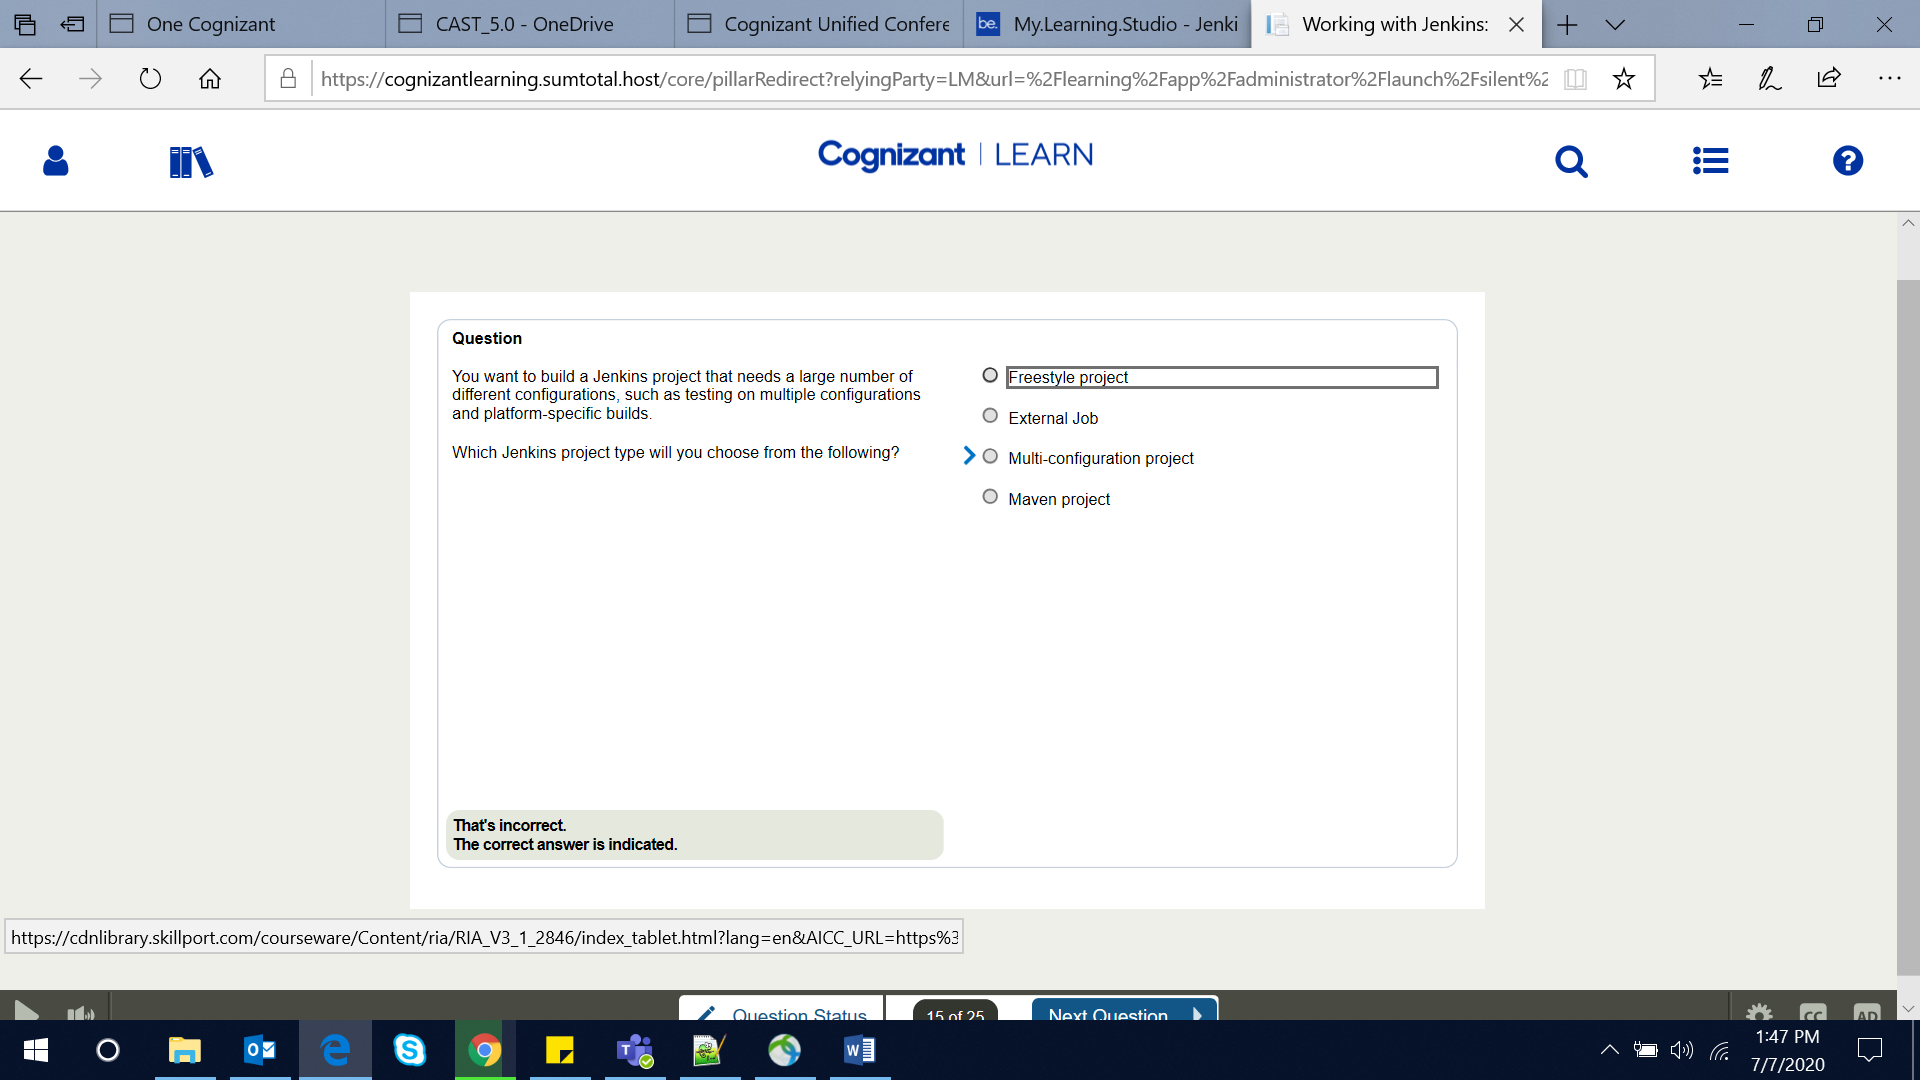 One Cognizant
CAST_5.0 - OneDrive
Cognizant Unified Confere
be. My.Learning.Studio - Jenki
Working with Jenkins:
https://cognizantlearning.sumtotal.host/core/pillarRedirect?relyingParty=LM&url=%2Flearning%2Fapp%2Fadministrator%2Flaunch%2Fsilent%2
Cognizant | LEARN
?
Question
You want to build a Jenkins project that needs a large number of
different configurations, such as testing on multiple configurations
and platform-specific builds.
Which Jenkins project type will you choose from the following?
Freestyle project
External Job
Multi-configuration project
Maven project
That's incorrect.
The correct answer is indicated.
https://cdnlibrary.skillport.com/courseware/Content/ria/RIA_V3_1_2846/index_tablet.html?lang=en&AICC_URL=https%3
Question Status
15 of 25
Next Question
CC
AD
1:47 PM
7/7/2020